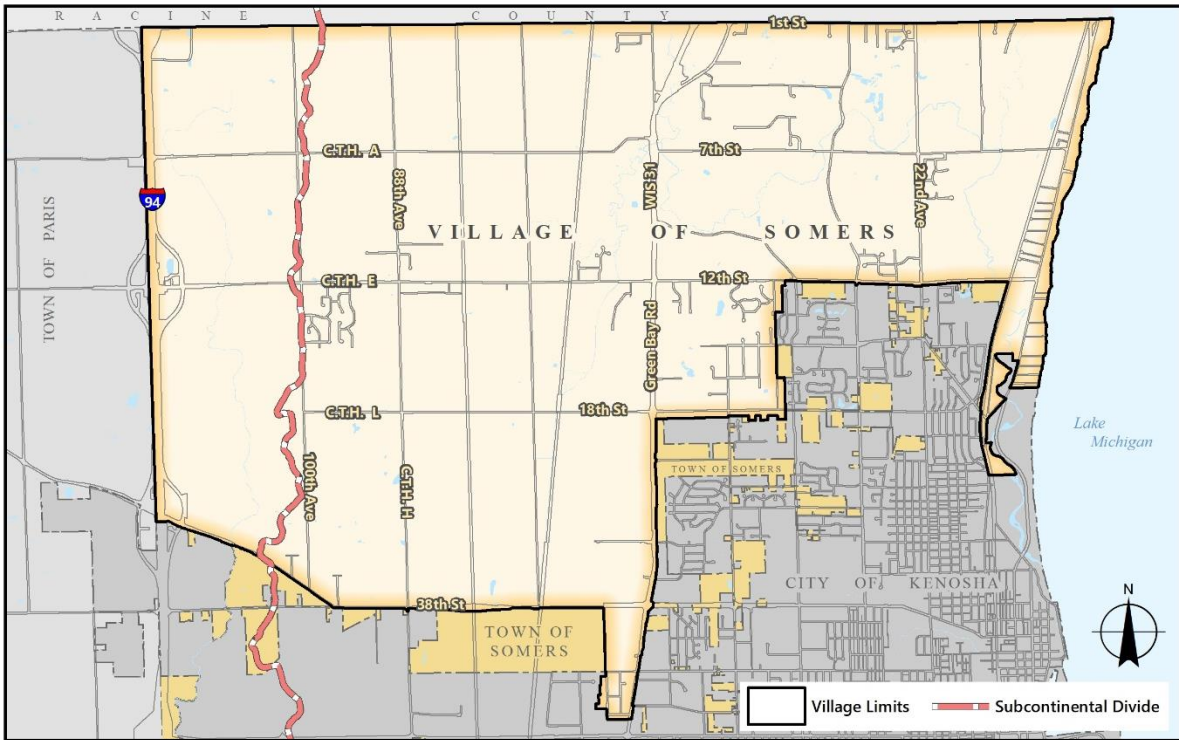 RACINE COUNTY
1st St
C.T.H. A
7th St
88th Ave
WIS 31
22nd Ave
94
TOWN OF PARIS
VILLAGE OF SOMERS
C.T.H. E
12th St
Green Bay Rd
C.T.H. L
18th St
Lake
Michigan
100th Ave
C.T.H. H
TOWN OF SOMERS
CITY OF KENOSHA
38th St
TOWN OF
SOMERS
N
Village Limits
Subcontinental Divide